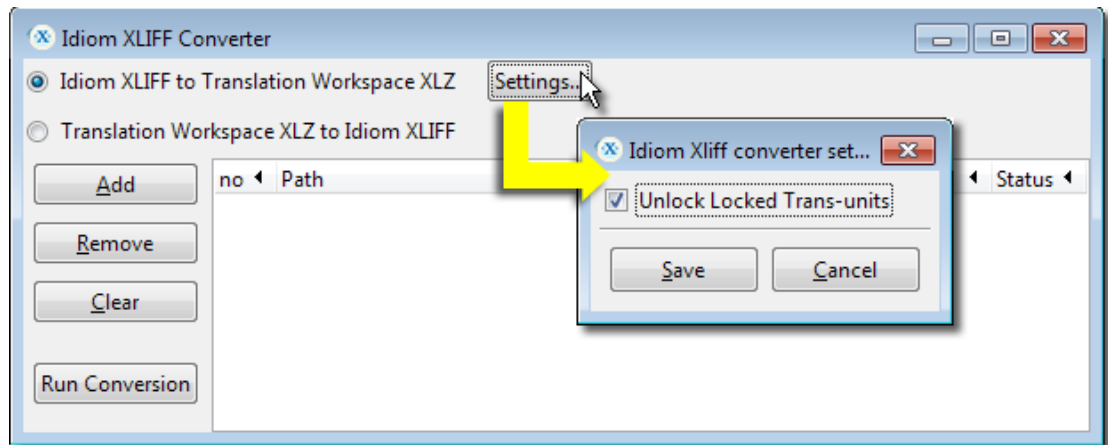 Idiom XLIFF Converter
Idiom XLIFF to Translation Workspace XLZ
Settings..
Translation Workspace XLZ to Idiom XLIFF
Idiom Xliff converter set...
Unlock Locked Trans-units
Save
Cancel
Add
Remove
Clear
Run Conversion
no
Path
Status